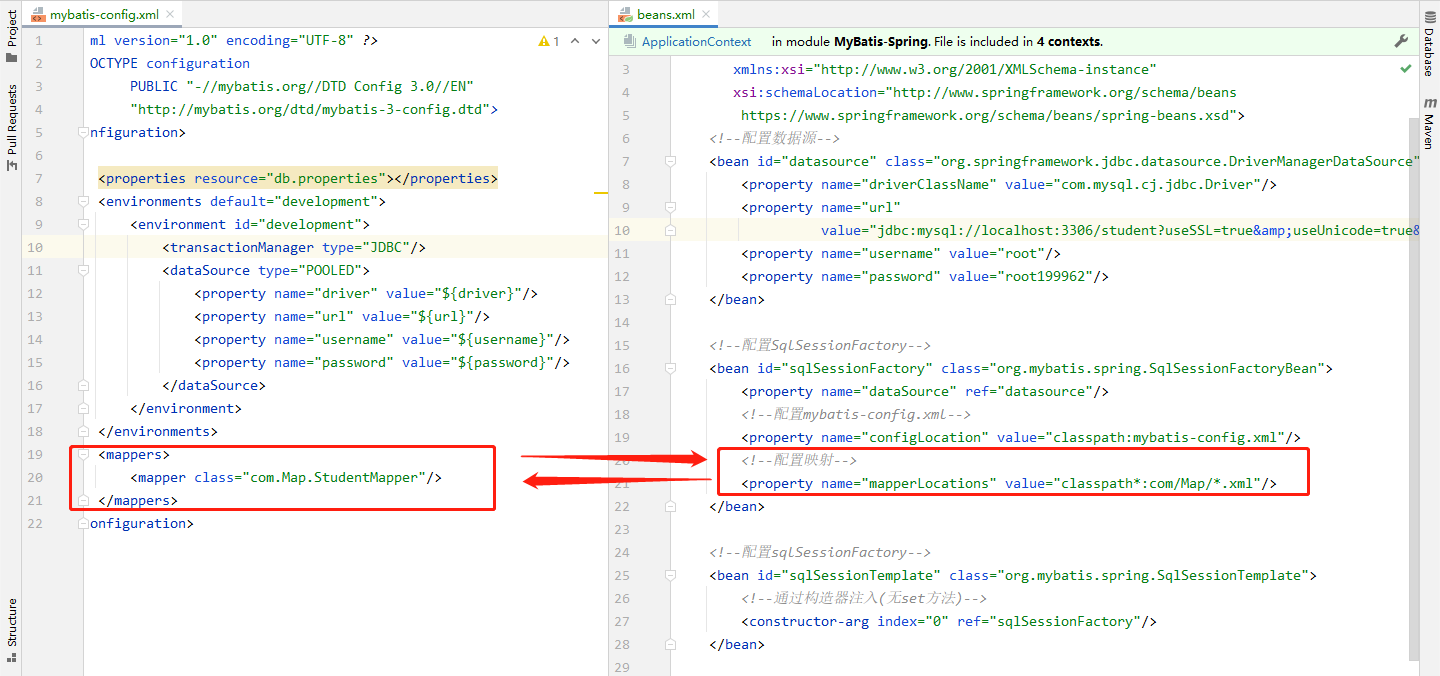 mybatis-config.xml
1 ml version="1.0" encoding="UTF-8" ?>
1
2 OCTYPE configuration
3 PUBLIC "-//mybatis.org//DTD Config 3.0//EN"
4 "http://mybatis.org/dtd/mybatis-3-config.dtd">
5 nfiguration>
6
7 <properties resource="db.properties"></properties>
8 <environments default="development">
9 <environment id="development">
10 <transactionManager type="JDBC"/>
11 <dataSource type="POOLED">
12 <property name="driver" value="${driver}"/>
13 <property name="url" value="${url}"/>
14 <property name="username" value="${username}"/>
15 <property name="password" value="${password}"/>
16 </dataSource>
17 </environment>
18 </environments>
19 <mappers>
20 <mapper class="com.Map.StudentMapper"/>
21 </mappers>
22 onfiguration>
beans.xml
ApplicationContext in module MyBatis-Spring. File is included in 4 contexts.
3 xmlns:xsi="http://www.w3.org/2001/XMLSchema-instance"
4 xsi:schemaLocation="http://www.springframework.org/schema/beans
5 https://www.springframework.org/schema/beans/spring-beans.xsd">
6 <!--配置数据源-->
7 <bean id="datasource" class="org.springframework.jdbc.datasource.DriverManagerDataSource"
8 <property name="driverClassName" value="com.mysql.cj.jdbc.Driver"/>
9 <property name="url"
10 value="jdbc:mysql://localhost:3306/student?useSSL=true&amp;useUnicode=true&
11 <property name="username" value="root"/>
12 <property name="password" value="root199962"/>
13 </bean>
14
15 <!--配置SqlSessionFactory-->
16 <bean id="sqlSessionFactory" class="org.mybatis.spring.SqlSessionFactoryBean">
17 <property name="dataSource" ref="datasource"/>
18 <!--配置mybatis-config.xml-->
19 <property name="configLocation" value="classpath:mybatis-config.xml"/>
20 <!--配置映射-->
21 <property name="mapperLocations" value="classpath*:com/Map/*.xml"/>
22 </bean>
23
24 <!--配置sqlSessionFactory-->
25 <bean id="sqlSessionTemplate" class="org.mybatis.spring.SqlSessionTemplate">
26 <!--通过构造器注入(无set方法)-->
27 <constructor-arg index="0" ref="sqlSessionFactory"/>
28 </bean>
29
Project
Pull Requests
Structure
Database
m Maven